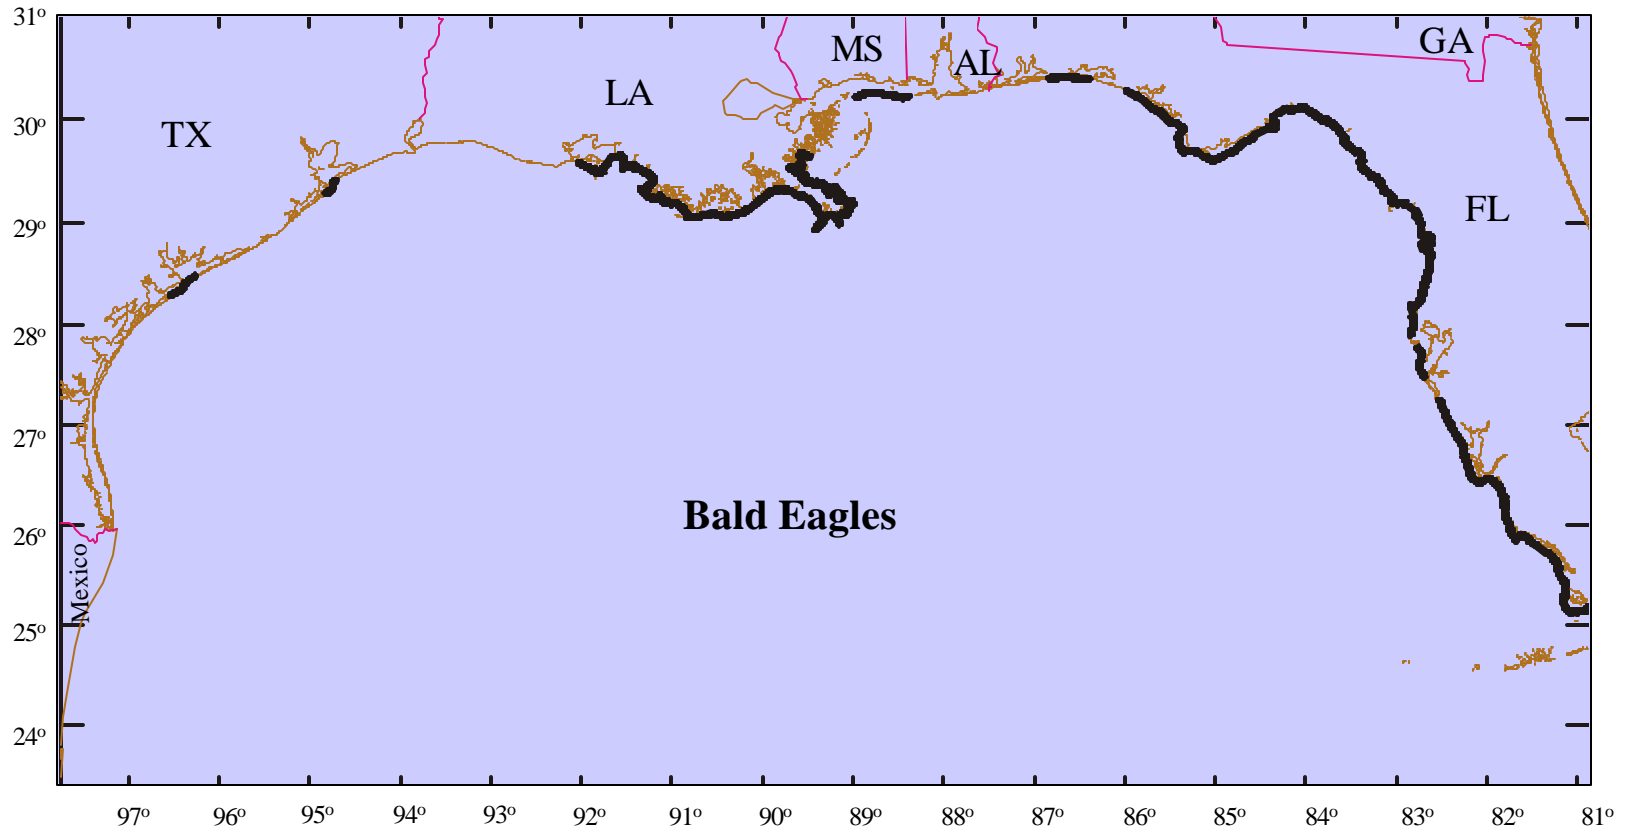 31º
MS
GA
AL
LA
30º
TX
FL
29º
28º
27º
Bald Eagles
26º
Mexico
25º
24º
97º 96º 95º 94º 93º 92º 91º 90º 89º 88º 87º 86º 85º 84º 83º 82º 81º